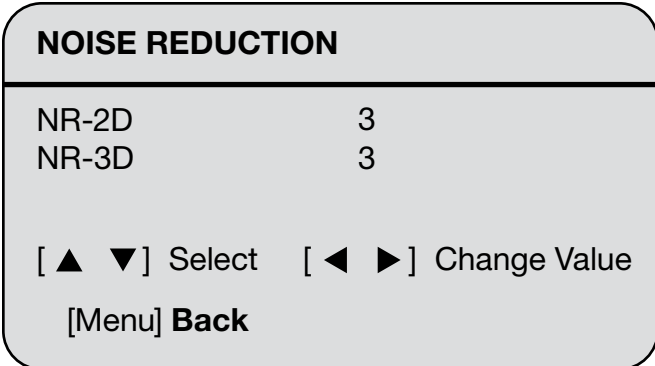 NOISE REDUCTION
NR-2D 3
NR-3D 3
[ ▲ ▼ ] Select [ ◀ ▶ ] Change Value
[Menu] Back